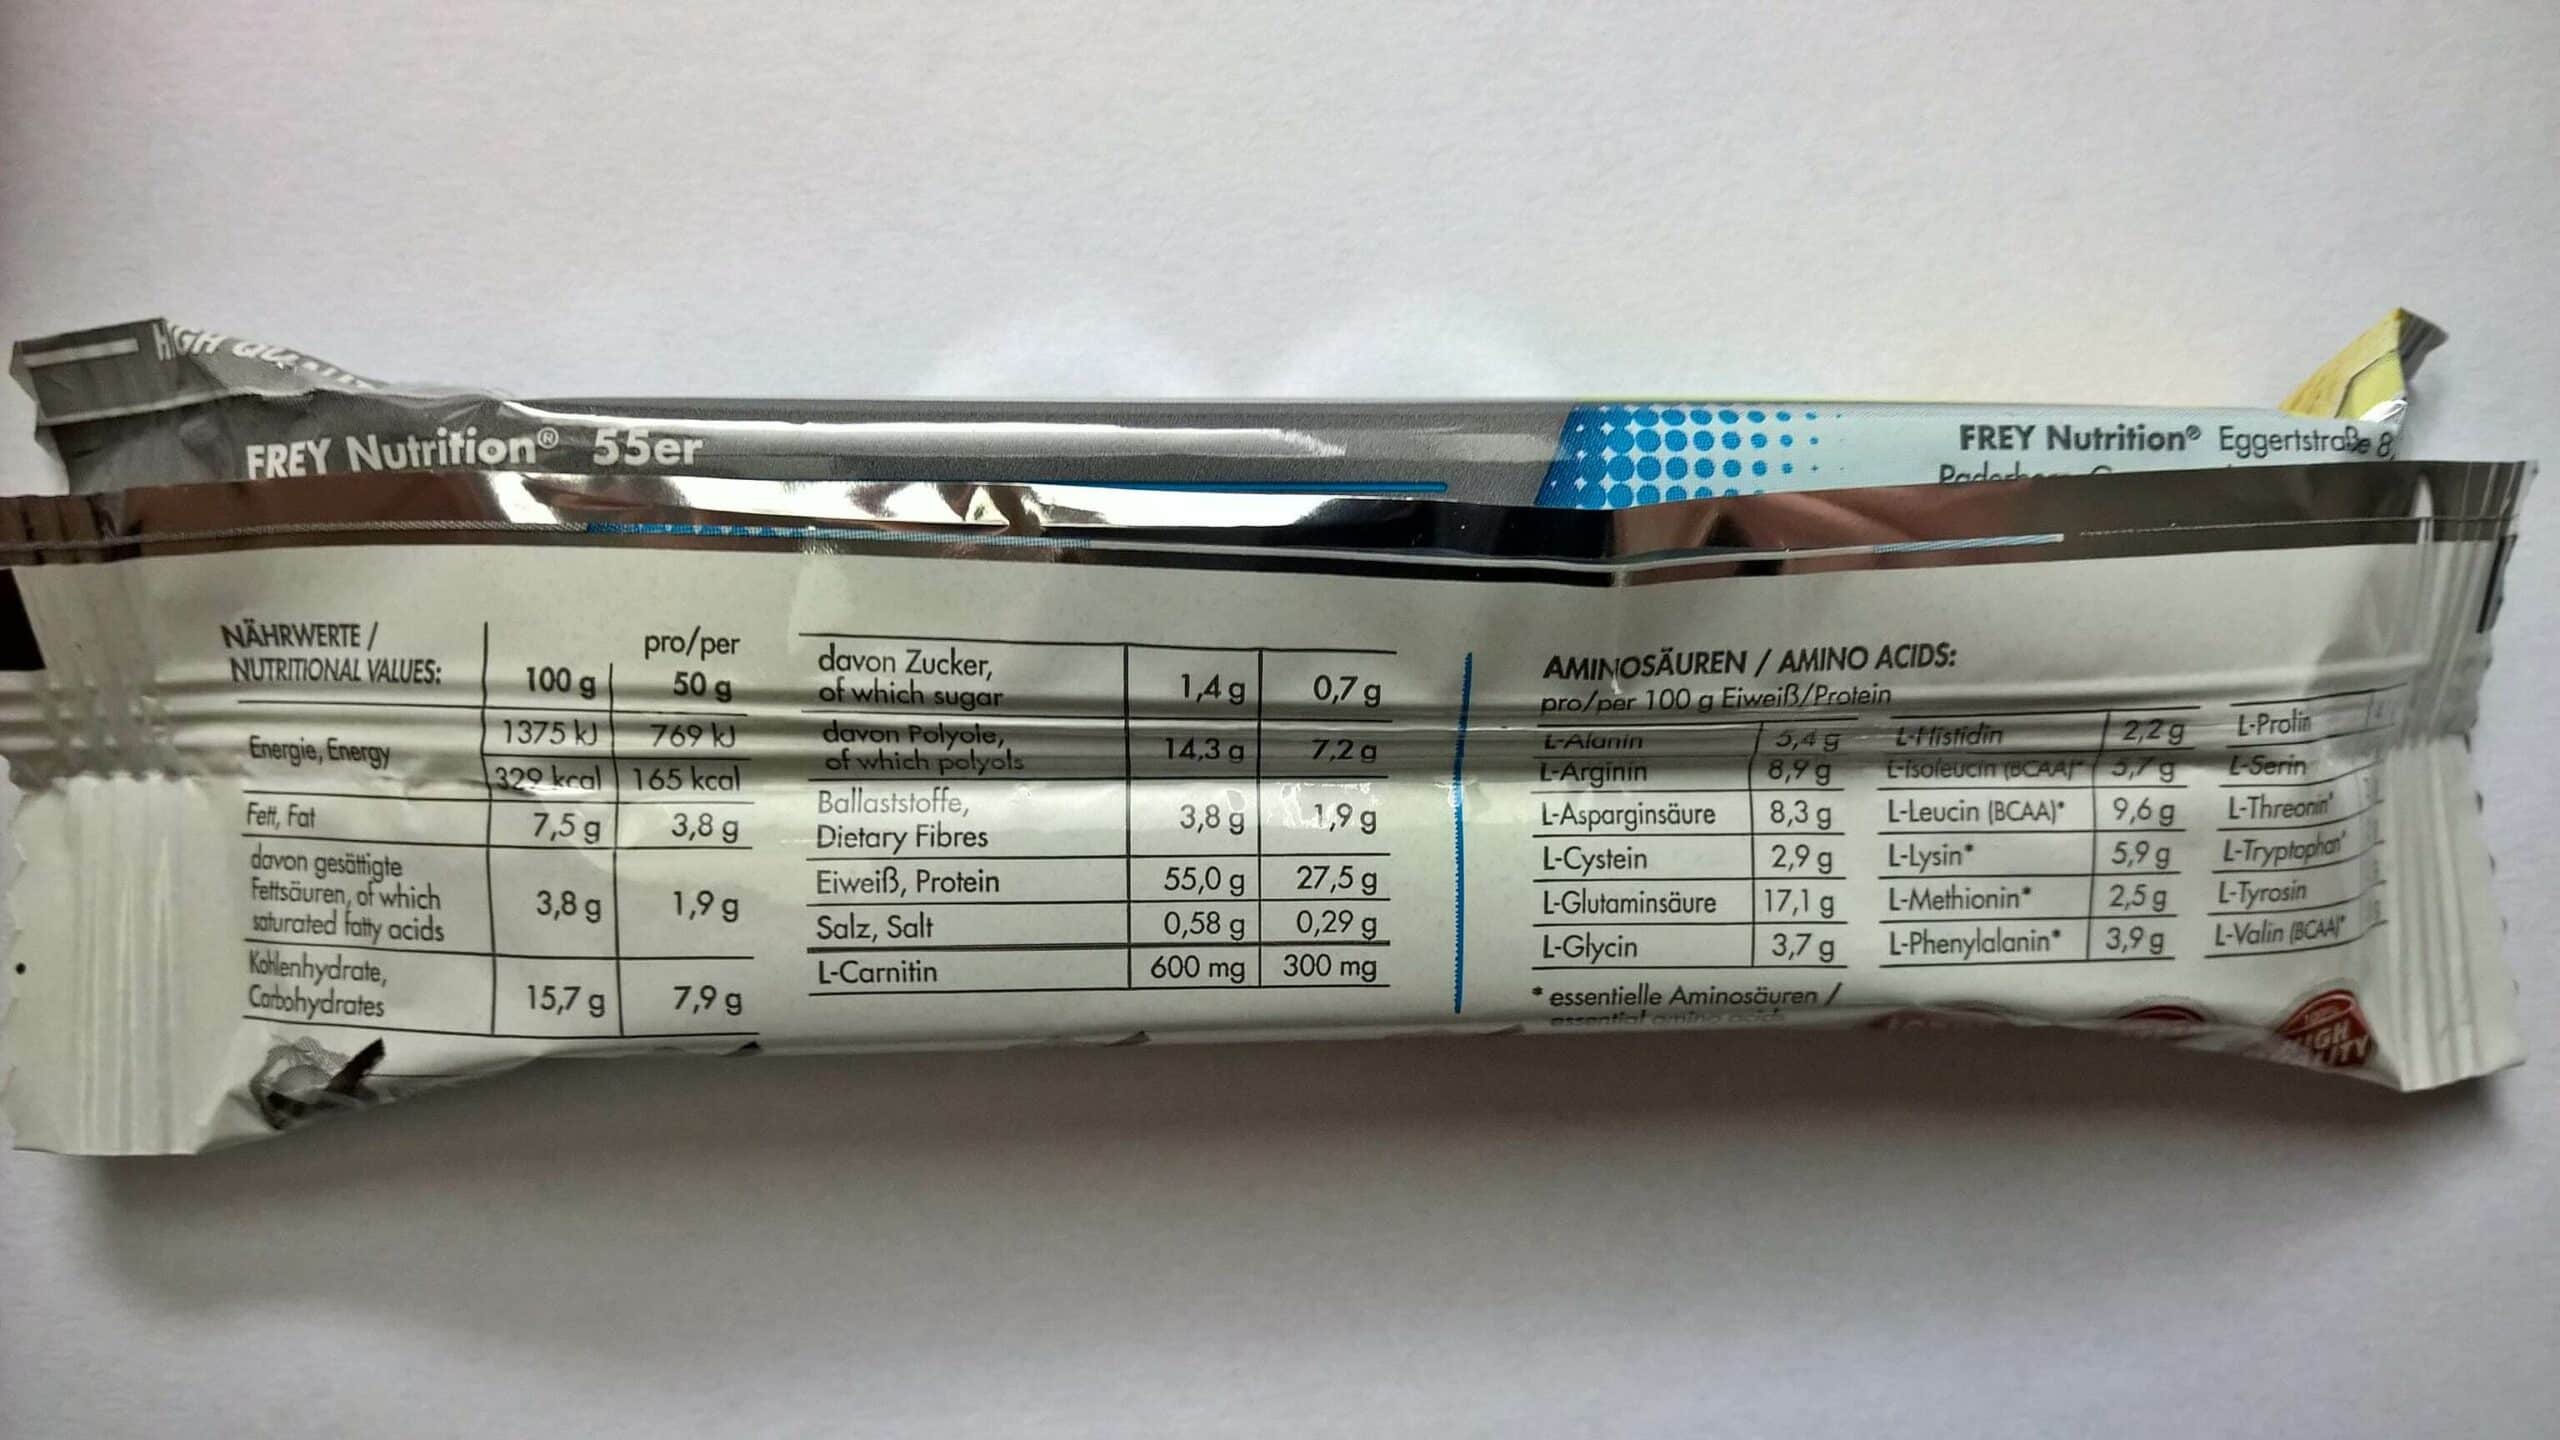 HIGH QUALITY
FREY Nutrition® 55er
FREY Nutrition® Eggertstraße 8,
NÄHRWERTE /
NUTRITIONAL VALUES:
100 g
pro/per
50 g
Energie, Energy
1375 kJ 769 kJ
329 kcal 165 kcal
Fett, Fat 7,5 g 3,8 g
davon gesättigte
Fettsäuren, of which
saturated fatty acids
3,8 g 1,9 g
Kohlenhydrate,
Carbohydrates
15,7 g 7,9 g
davon Zucker,
of which sugar
1,4 g 0,7 g
davon Polyole,
of which polyols
14,3 g 7,2 g
Ballaststoffe,
Dietary Fibres
3,8 g 1,9 g
Eiweiß, Protein 55,0 g 27,5 g
Salz, Salt 0,58 g 0,29 g
L-Carnitin 600 mg 300 mg
AMINOSÄUREN / AMINO ACIDS:
pro/per 100 g Eiweiß/Protein
L-Alanin 5,4 g
L-Arginin 8,9 g
L-Asparginsäure 8,3 g
L-Cystein 2,9 g
L-Glutaminsäure 17,1 g
L-Glycin 3,7 g
L-Histidin 2,2 g
L-Isoleucin (BCAA)* 5,7 g
L-Leucin (BCAA)* 9,6 g
L-Lysin* 5,9 g
L-Methionin* 2,5 g
L-Phenylalanin* 3,9 g
L-Prolin
L-Serin
L-Threonin*
L-Tryptophan*
L-Tyrosin
L-Valin (BCAA)*
* essentielle Aminosäuren /
essential amino acids